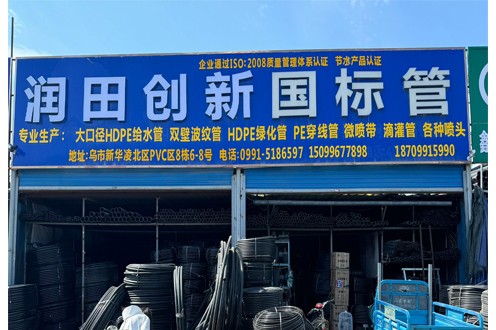 企业通过ISO:2008质量管理体系认证 节水产品认证
润田创新国标管
专业生产: 大口径HDPE给水管 双壁波纹管 HDPE绿化管 PE穿线管 微喷带 滴灌管 各种喷头
地址:乌市新华凌北区PVC区8栋6-8号 电话:0991-5186597 15099677898 18709915990